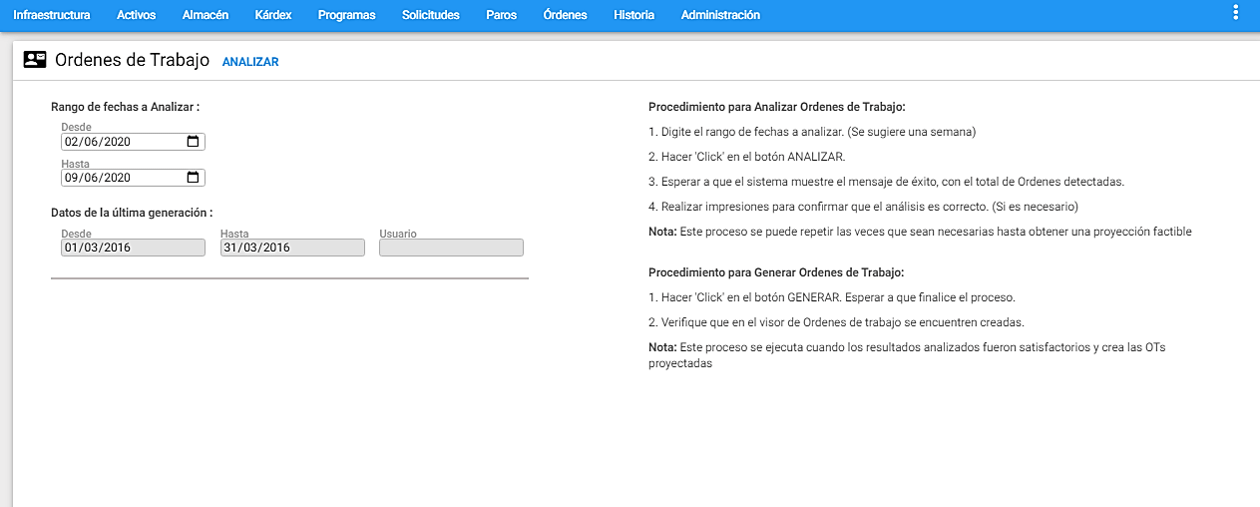 Infraestructura Activos Almacén Kárdex Programas Solicitudes Paros Órdenes Historia Administración
Ordenes de Trabajo ANALIZAR
Rango de fechas a Analizar :
Desde
02/06/2020
Hasta
09/06/2020
Datos de la última generación :
Desde Hasta Usuario
01/03/2016 31/03/2016
Procedimiento para Analizar Ordenes de Trabajo:
1. Digite el rango de fechas a analizar. (Se sugiere una semana)
2. Hacer 'Click' en el botón ANALIZAR.
3. Esperar a que el sistema muestre el mensaje de éxito, con el total de Ordenes detectadas.
4. Realizar impresiones para confirmar que el análisis es correcto. (Si es necesario)
Nota: Este proceso se puede repetir las veces que sean necesarias hasta obtener una proyección factible
Procedimiento para Generar Ordenes de Trabajo:
1. Hacer 'Click' en el botón GENERAR. Esperar a que finalice el proceso.
2. Verifique que en el visor de Ordenes de trabajo se encuentren creadas.
Nota: Este proceso se ejecuta cuando los resultados analizados fueron satisfactorios y crea las OTs
proyectadas